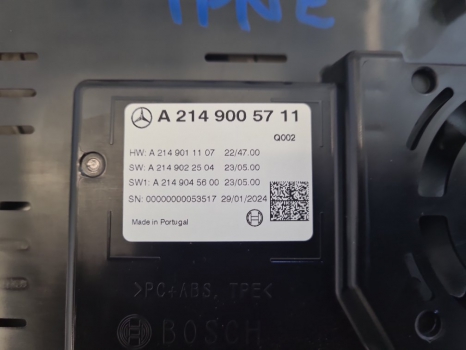 IPNE
A 214 900 57 11
Q002
HW: A 214 901 11 07 22/47.00
SW: A 214 902 25 04 23/05.00
SW1: A 214 904 56 00 23/05.00
SN: 00000000053517 29/01/2024
Made in Portugal
>PC+ABS, TPE<
BOSCH